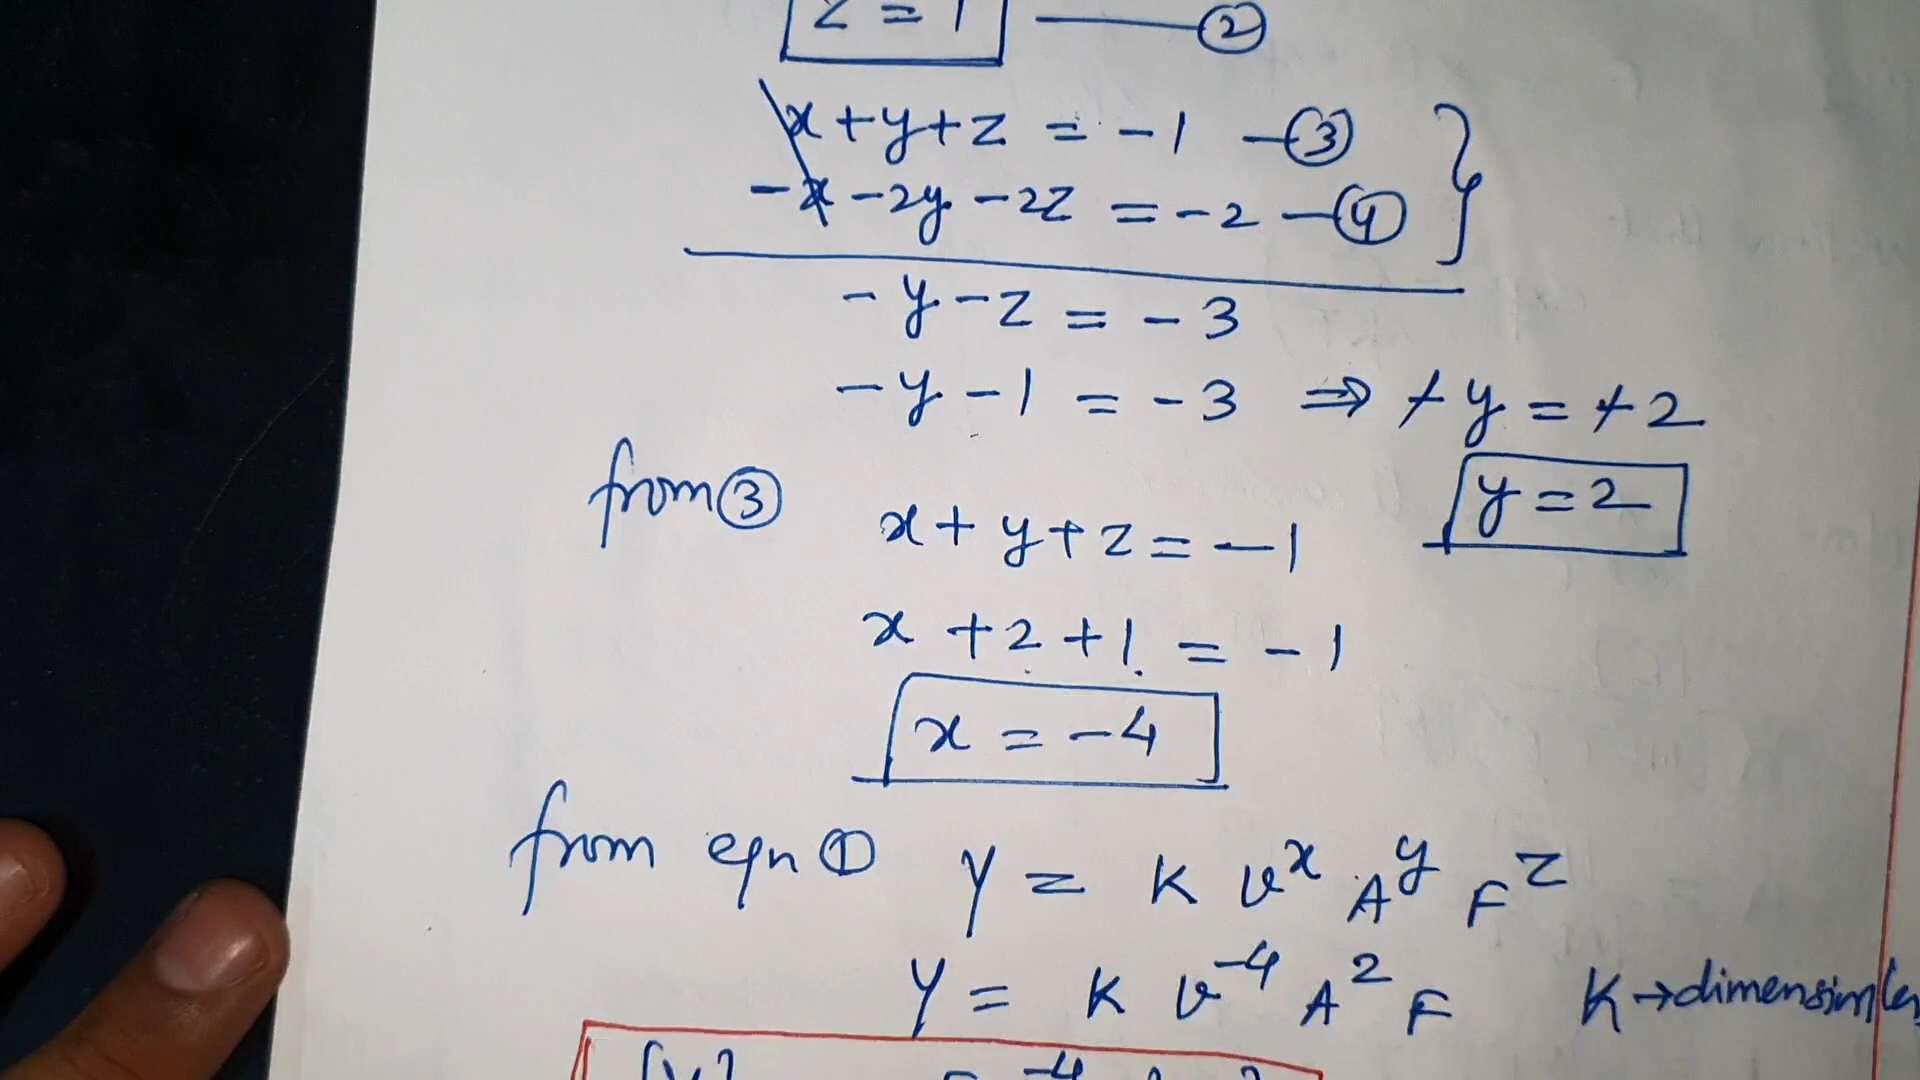 z = 1 — ②
x + y + z = -1 — ③
-x - 2y - 2z = -2 — ④
-y - z = -3
-y - 1 = -3 ⇒ +y = +2
y = 2
from ③ x + y + z = -1
x + 2 + 1 = -1
x = -4
from eqn ① Y = K v^x A^y F^z
Y = K v^-4 A^2 F K → dimensionles